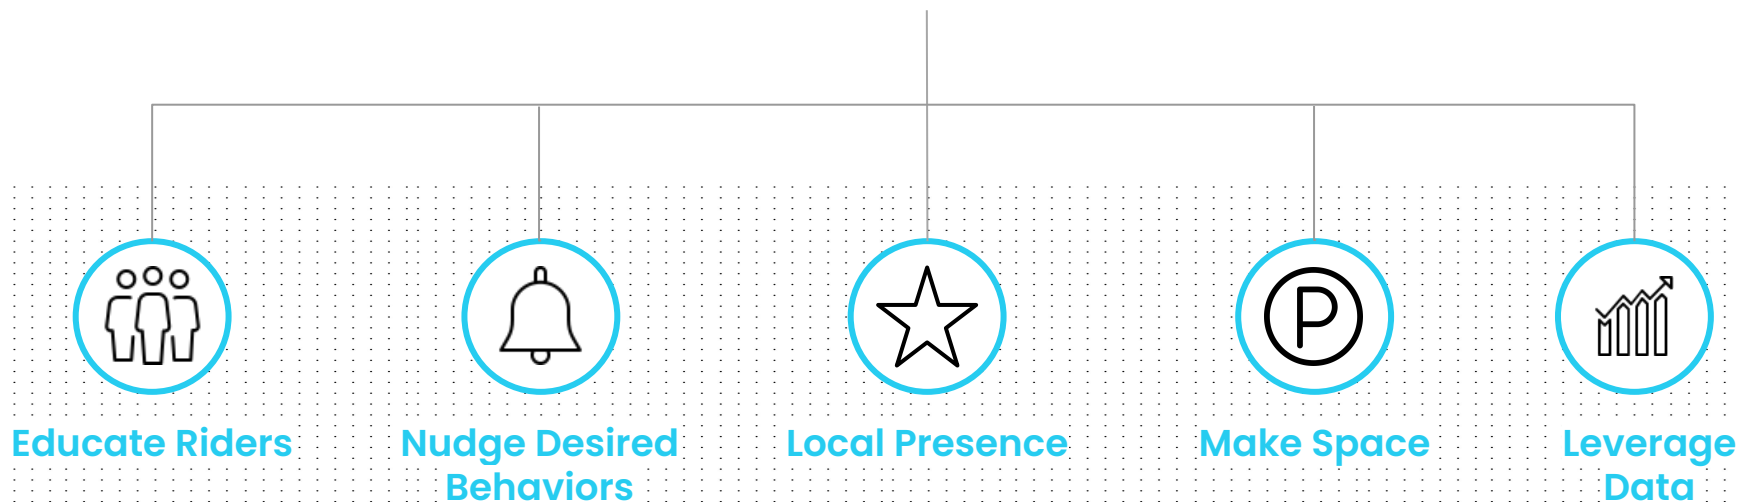 P
Educate Riders
Nudge Desired
Behaviors
Local Presence
Make Space
Leverage
Data